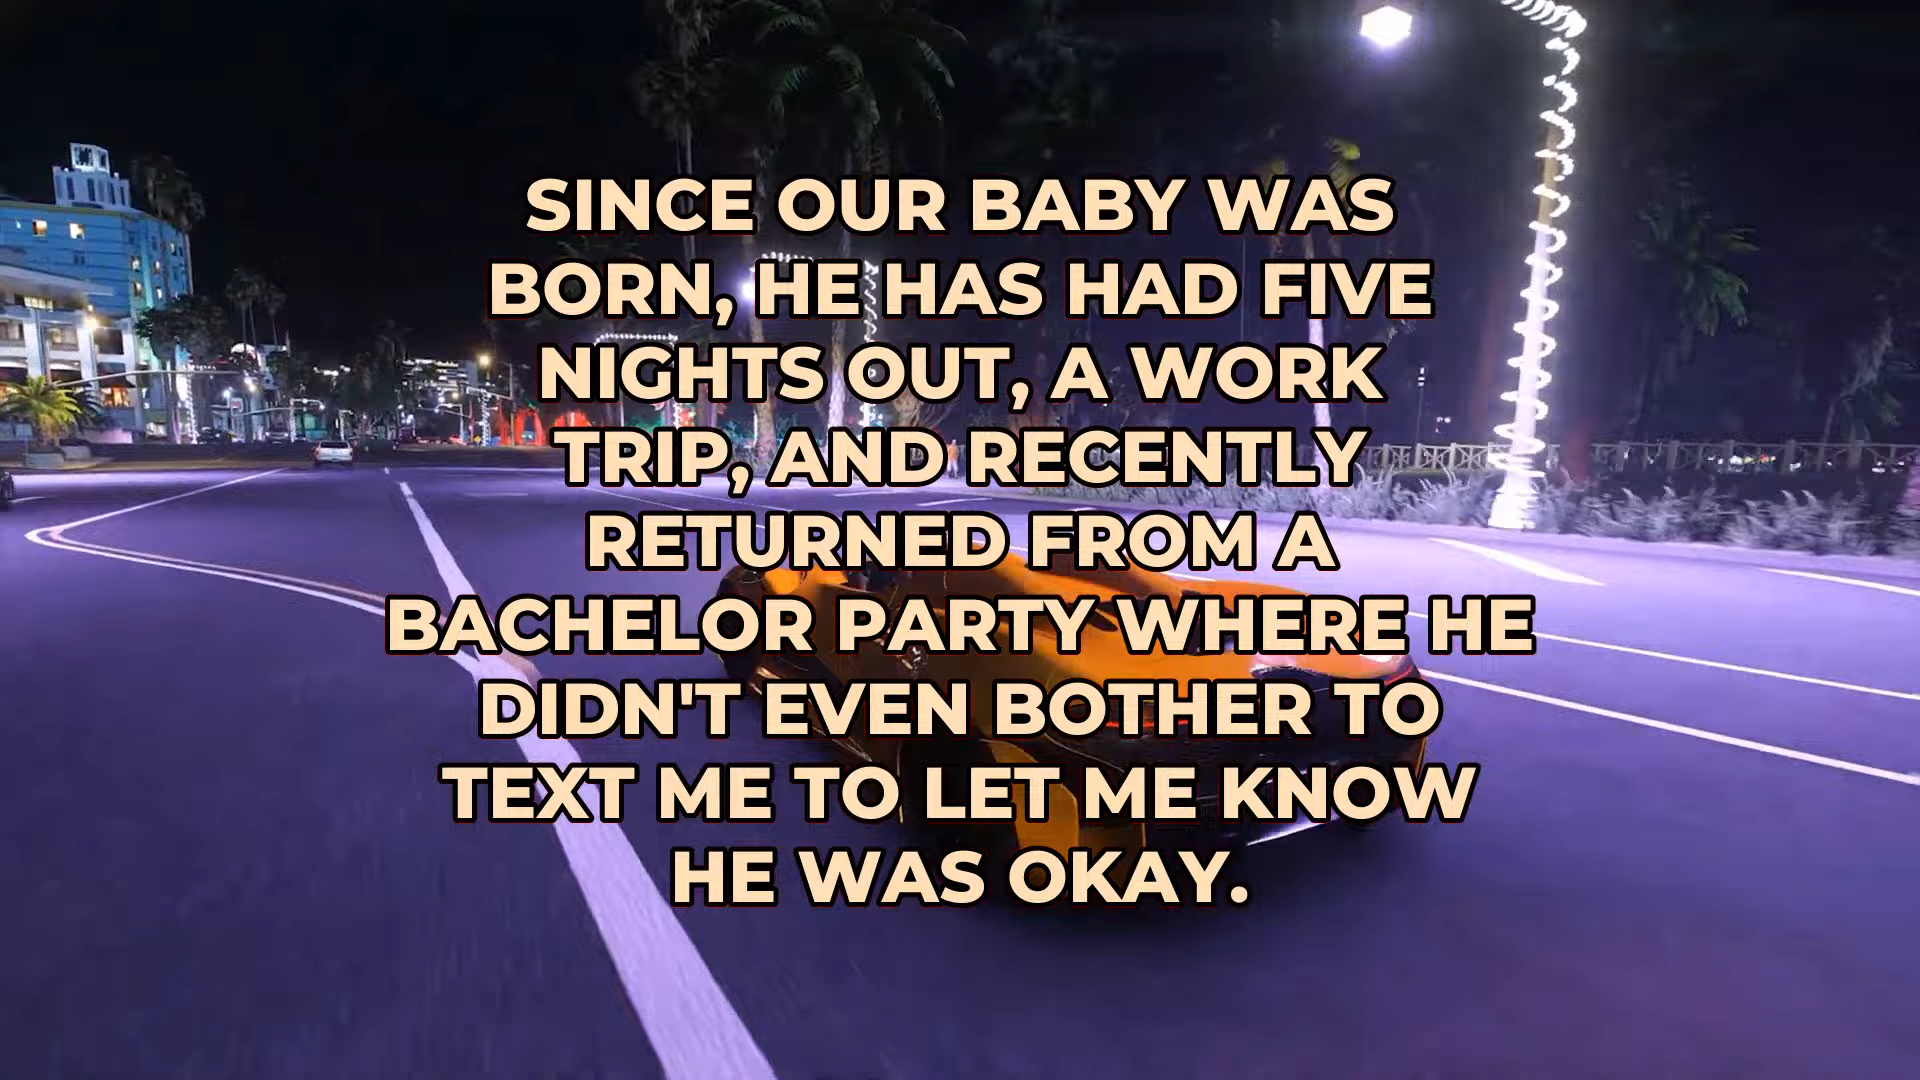 SINCE OUR BABY WAS
BORN, HE HAS HAD FIVE
NIGHTS OUT, A WORK
TRIP, AND RECENTLY
RETURNED FROM A
BACHELOR PARTY WHERE HE
DIDN'T EVEN BOTHER TO
TEXT ME TO LET ME KNOW
HE WAS OKAY.